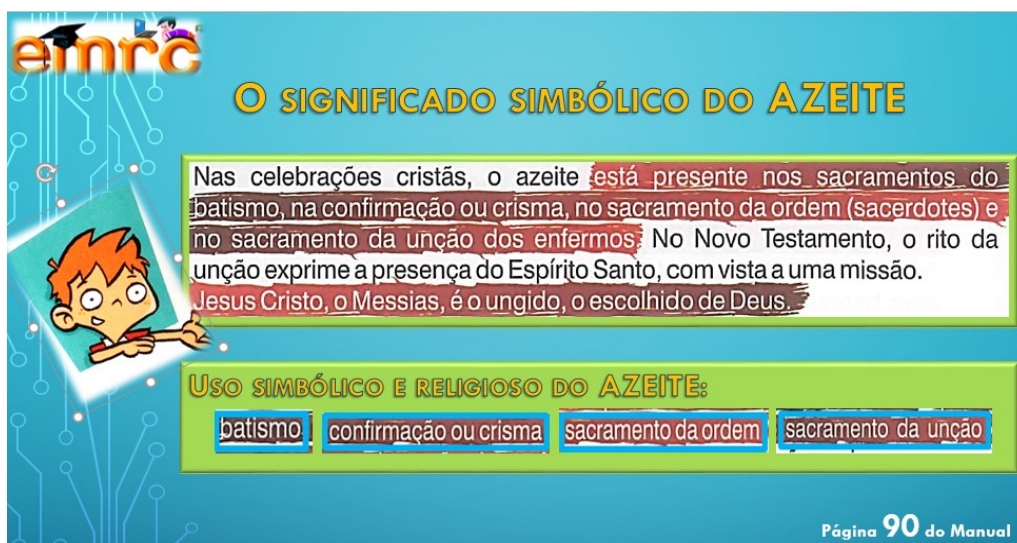 emrc
O SIGNIFICADO SIMBÓLICO DO AZEITE
Nas celebrações cristãs, o azeite está presente nos sacramentos do
batismo, na confirmação ou crisma, no sacramento da ordem (sacerdotes) e
no sacramento da unção dos enfermos. No Novo Testamento, o rito da
unção exprime a presença do Espírito Santo, com vista a uma missão.
Jesus Cristo, o Messias, é o ungido, o escolhido de Deus.
USO SIMBÓLICO E RELIGIOSO DO AZEITE:
batismo confirmação ou crisma sacramento da ordem sacramento da unção
Página 90 do Manual